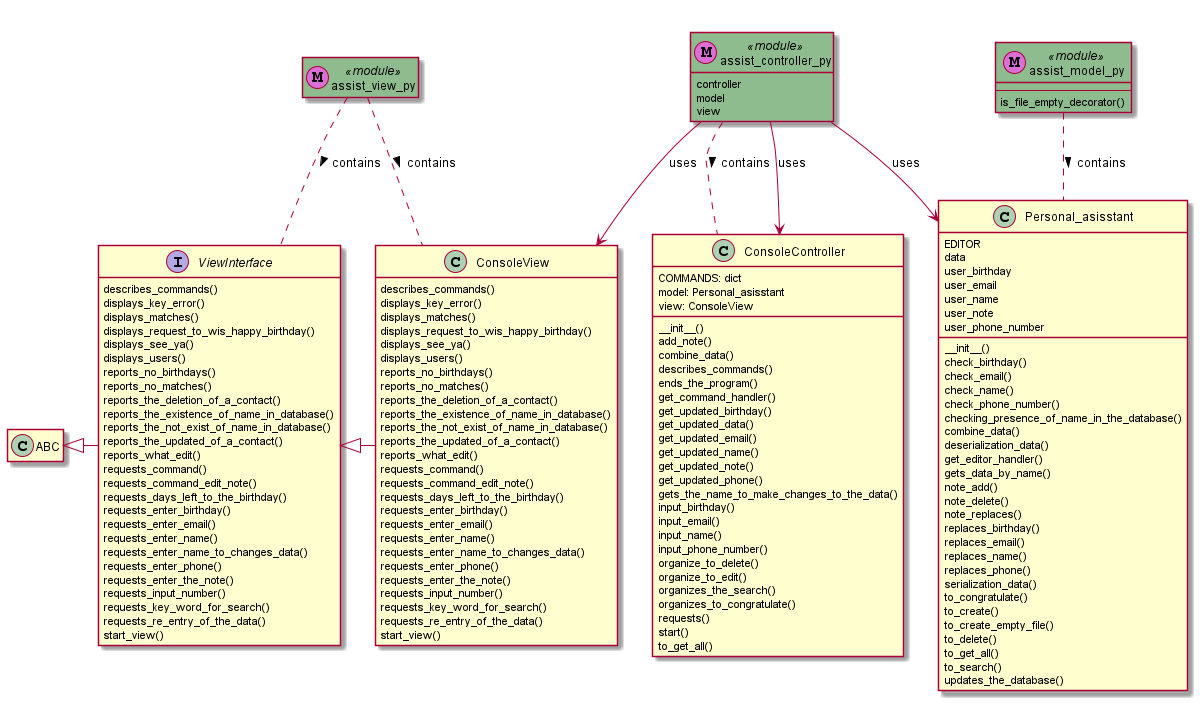 «module»
assist_view_py
«module»
assist_controller_py
controller
model
view
«module»
assist_model_py
is_file_empty_decorator()
contains
contains
uses
contains
uses
uses
contains
ABC
ViewInterface
describes_commands()
displays_key_error()
displays_matches()
displays_request_to_wis_happy_birthday()
displays_see_ya()
displays_users()
reports_no_birthdays()
reports_no_matches()
reports_the_deletion_of_a_contact()
reports_the_existence_of_name_in_database()
reports_the_not_exist_of_name_in_database()
reports_the_updated_of_a_contact()
reports_what_edit()
requests_command()
requests_command_edit_note()
requests_days_left_to_the_birthday()
requests_enter_birthday()
requests_enter_email()
requests_enter_name()
requests_enter_name_to_changes_data()
requests_enter_phone()
requests_enter_the_note()
requests_input_number()
requests_key_word_for_search()
requests_re_entry_of_the_data()
start_view()
ConsoleView
describes_commands()
displays_key_error()
displays_matches()
displays_request_to_wis_happy_birthday()
displays_see_ya()
displays_users()
reports_no_birthdays()
reports_no_matches()
reports_the_deletion_of_a_contact()
reports_the_existence_of_name_in_database()
reports_the_not_exist_of_name_in_database()
reports_the_updated_of_a_contact()
reports_what_edit()
requests_command()
requests_command_edit_note()
requests_days_left_to_the_birthday()
requests_enter_birthday()
requests_enter_email()
requests_enter_name()
requests_enter_name_to_changes_data()
requests_enter_phone()
requests_enter_the_note()
requests_input_number()
requests_key_word_for_search()
requests_re_entry_of_the_data()
start_view()
ConsoleController
COMMANDS: dict
model: Personal_asisstant
view: ConsoleView
__init__()
add_note()
combine_data()
describes_commands()
ends_the_program()
get_command_handler()
get_updated_birthday()
get_updated_data()
get_updated_email()
get_updated_name()
get_updated_note()
get_updated_phone()
gets_the_name_to_make_changes_to_the_data()
input_birthday()
input_email()
input_name()
input_phone_number()
organize_to_delete()
organize_to_edit()
organizes_the_search()
organizes_to_congratulate()
requests()
start()
to_get_all()
Personal_asisstant
EDITOR
data
user_birthday
user_email
user_name
user_note
user_phone_number
__init__()
check_birthday()
check_email()
check_name()
check_phone_number()
checking_presence_of_name_in_the_database()
combine_data()
deserialization_data()
get_editor_handler()
gets_data_by_name()
note_add()
note_delete()
note_replaces()
replaces_birthday()
replaces_email()
replaces_name()
replaces_phone()
serialization_data()
to_congratulate()
to_create()
to_create_empty_file()
to_delete()
to_get_all()
to_search()
updates_the_database()